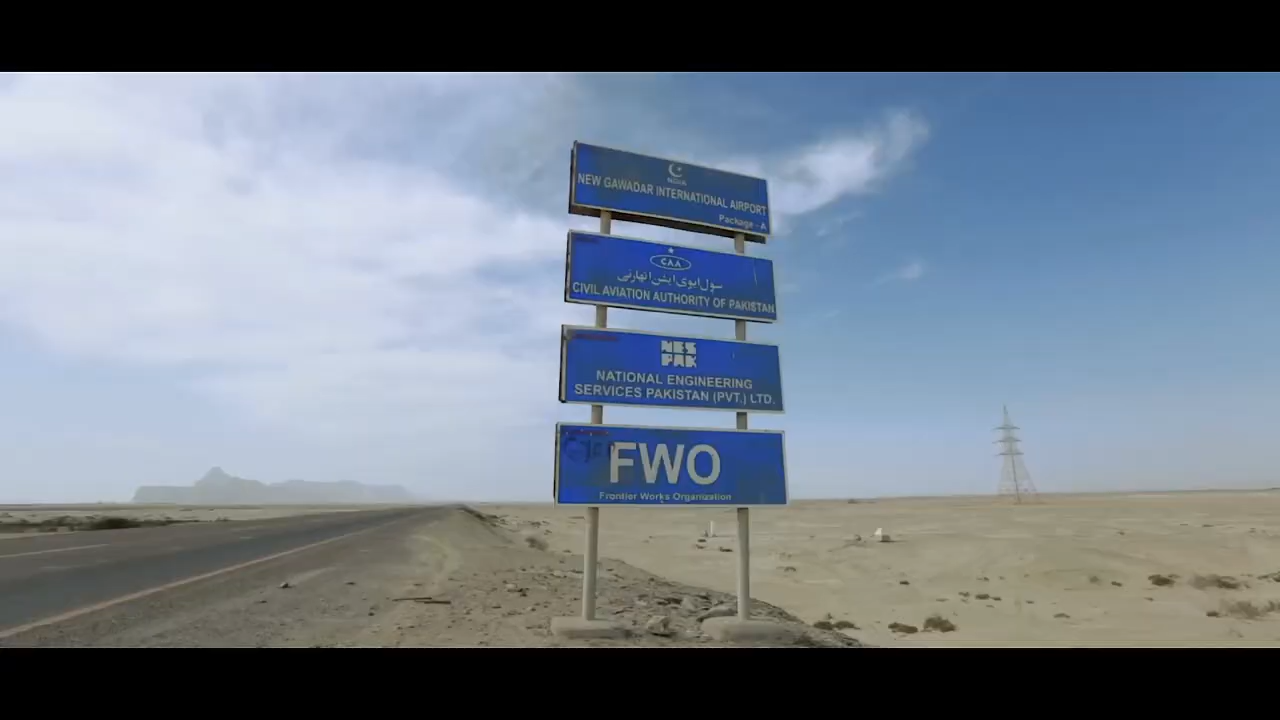 NGIA
NEW GAWADAR INTERNATIONAL AIRPORT
Package - A
CAA
سول ایوی ایشن اتھارٹی
CIVIL AVIATION AUTHORITY OF PAKISTAN
NES
PAK
NATIONAL ENGINEERING
SERVICES PAKISTAN (PVT.) LTD.
FWO
Frontier Works Organization